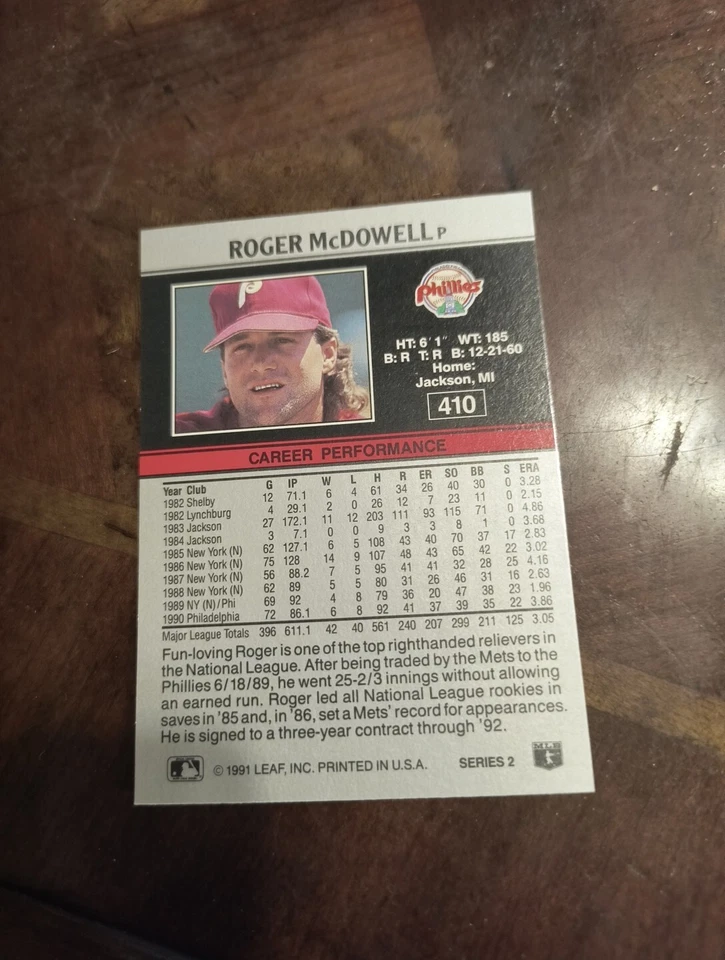 ROGER McDOWELL P
P
Phillies
HT: 6' 1" WT: 185
B: R T: R B: 12-21-60
Home:
Jackson, MI
410
CAREER PERFORMANCE
Year Club G IP W L H R ER SO BB S ERA
1982 Shelby 12 71.1 6 4 61 34 26 40 30 0 3.28
1982 Lynchburg 4 29.1 2 0 26 12 7 23 11 0 2.15
1983 Jackson 27 172.1 11 12 203 111 93 115 71 0 4.86
1984 Jackson 3 7.1 0 0 9 3 3 8 1 0 3.68
1985 New York (N) 62 127.1 6 5 108 43 40 70 37 17 2.83
1986 New York (N) 75 128 14 9 107 48 43 65 42 22 3.02
1987 New York (N) 56 88.2 7 5 95 41 41 32 28 25 4.16
1988 New York (N) 62 89 5 5 80 31 26 46 31 16 2.63
1989 NY (N)/Phi 69 92 4 8 79 36 20 47 38 23 1.96
1990 Philadelphia 72 86.1 6 8 92 41 37 39 35 22 3.86
Major League Totals 396 611.1 42 40 561 240 207 299 211 125 3.05
Fun-loving Roger is one of the top righthanded relievers in
the National League. After being traded by the Mets to the
Phillies 6/18/89, he went 25-2/3 innings without allowing
an earned run. Roger led all National League rookies in
saves in '85 and, in '86, set a Mets' record for appearances.
He is signed to a three-year contract through '92.
© 1991 LEAF, INC. PRINTED IN U.S.A. SERIES 2
MLB